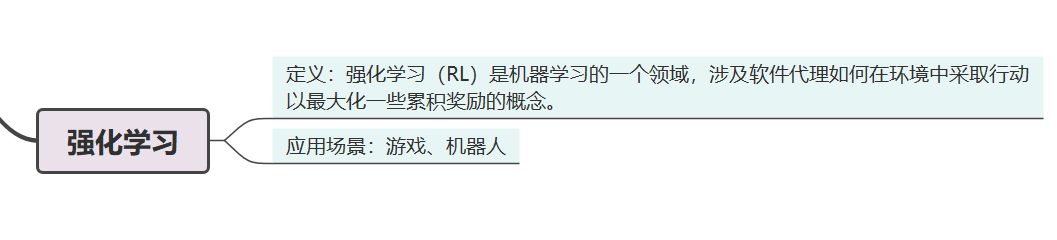 强化学习
定义：强化学习（RL）是机器学习的一个领域，涉及软件代理如何在环境中采取行动
以最大化一些累积奖励的概念。
应用场景：游戏、机器人